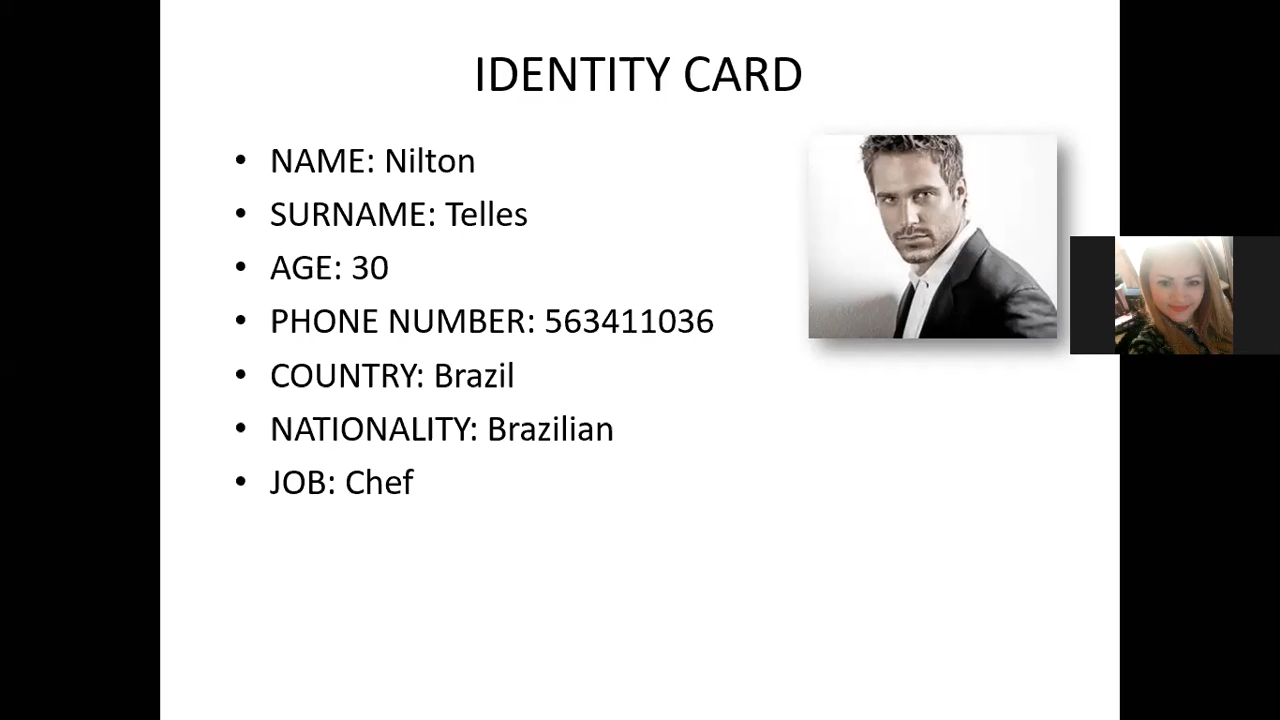 IDENTITY CARD
• NAME: Nilton
• SURNAME: Telles
• AGE: 30
• PHONE NUMBER: 563411036
• COUNTRY: Brazil
• NATIONALITY: Brazilian
• JOB: Chef